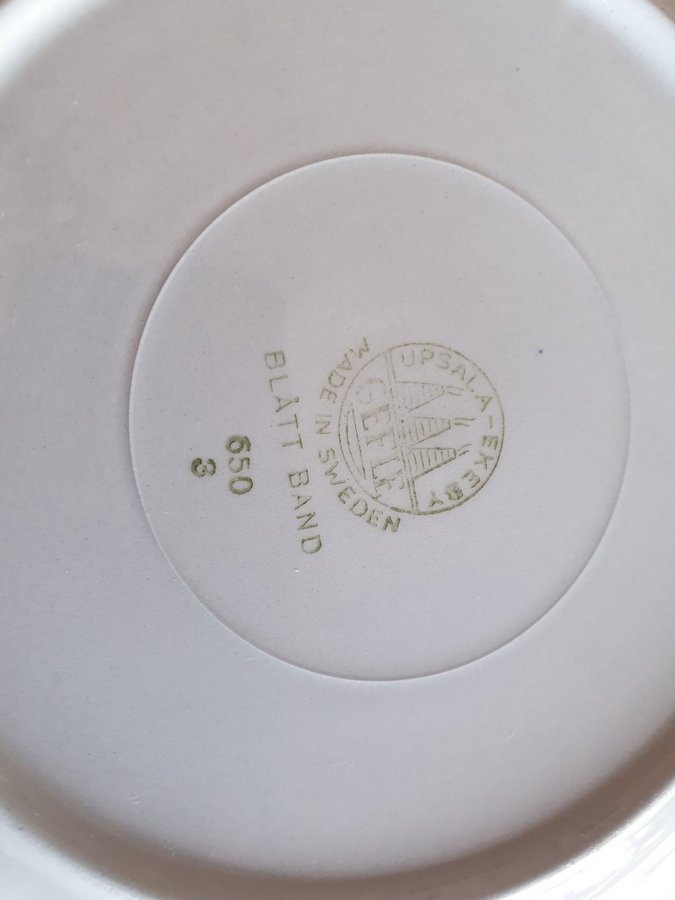 UPSALA-EKEBY
GEFLE
MADE IN SWEDEN
BLÅTT BAND
650
3